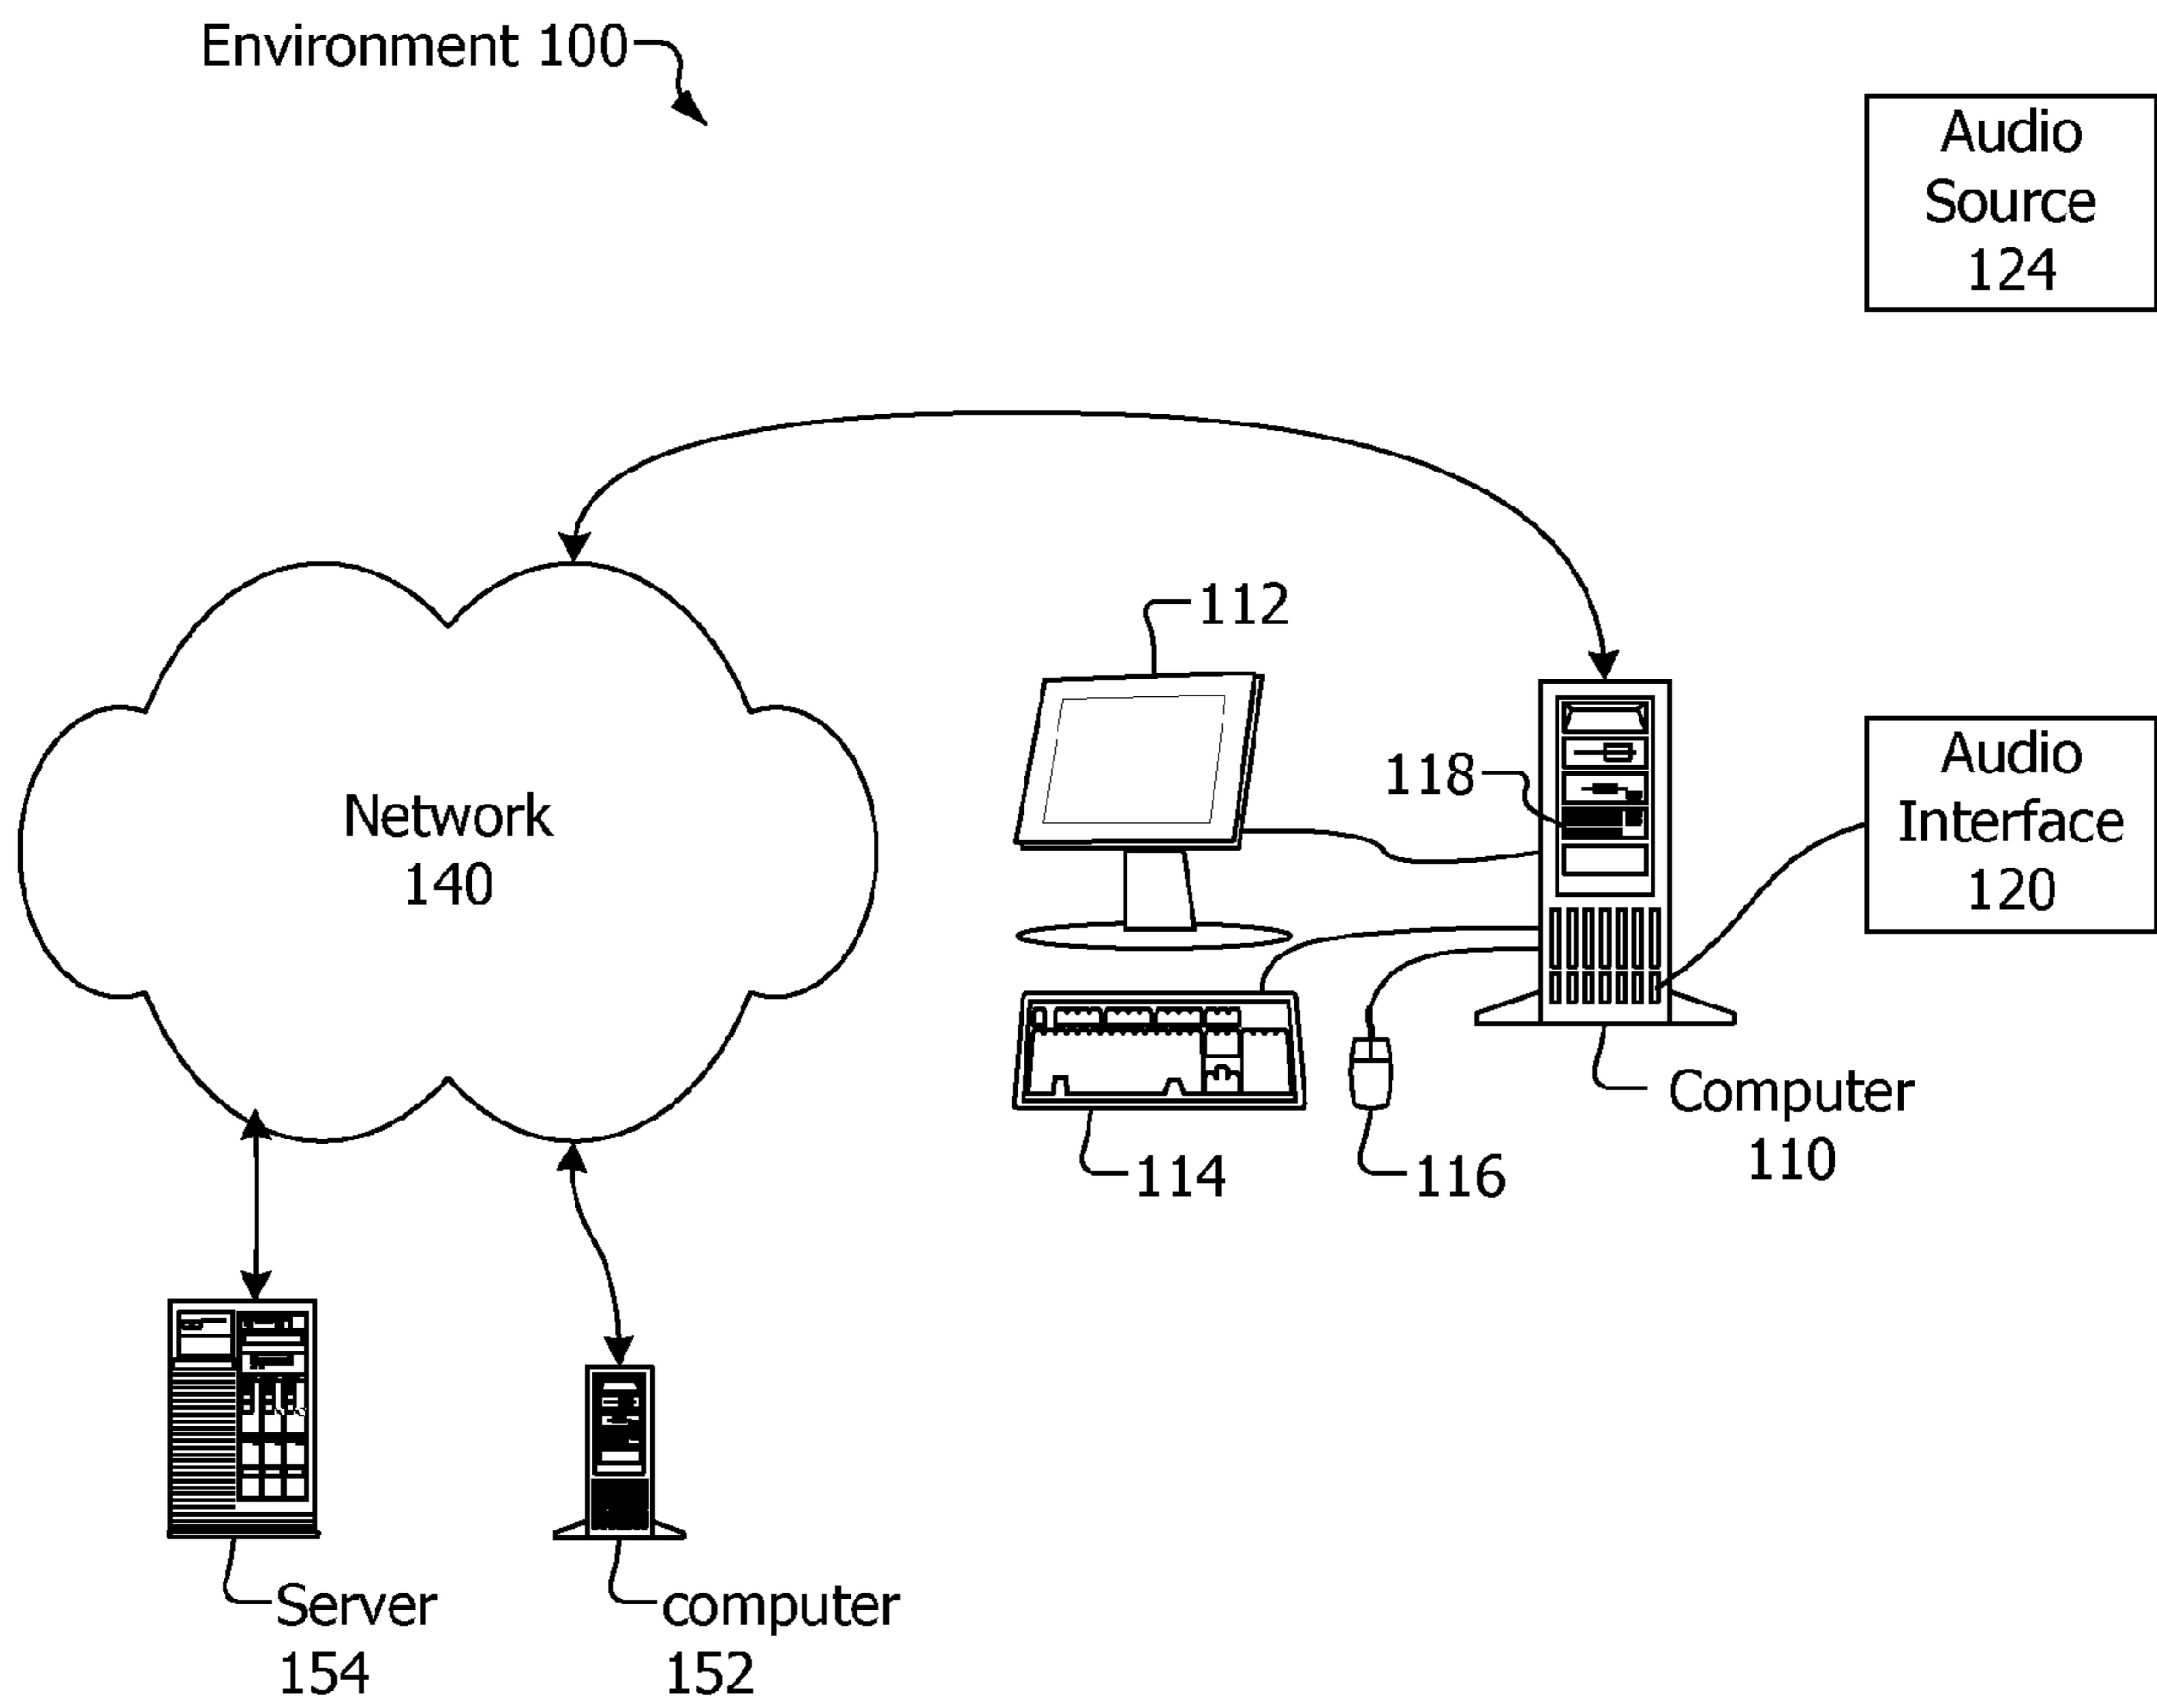 Environment 100
Audio
Source
124
112
118
Audio
Interface
120
Network
140
Computer
110
114
116
Server
154
computer
152